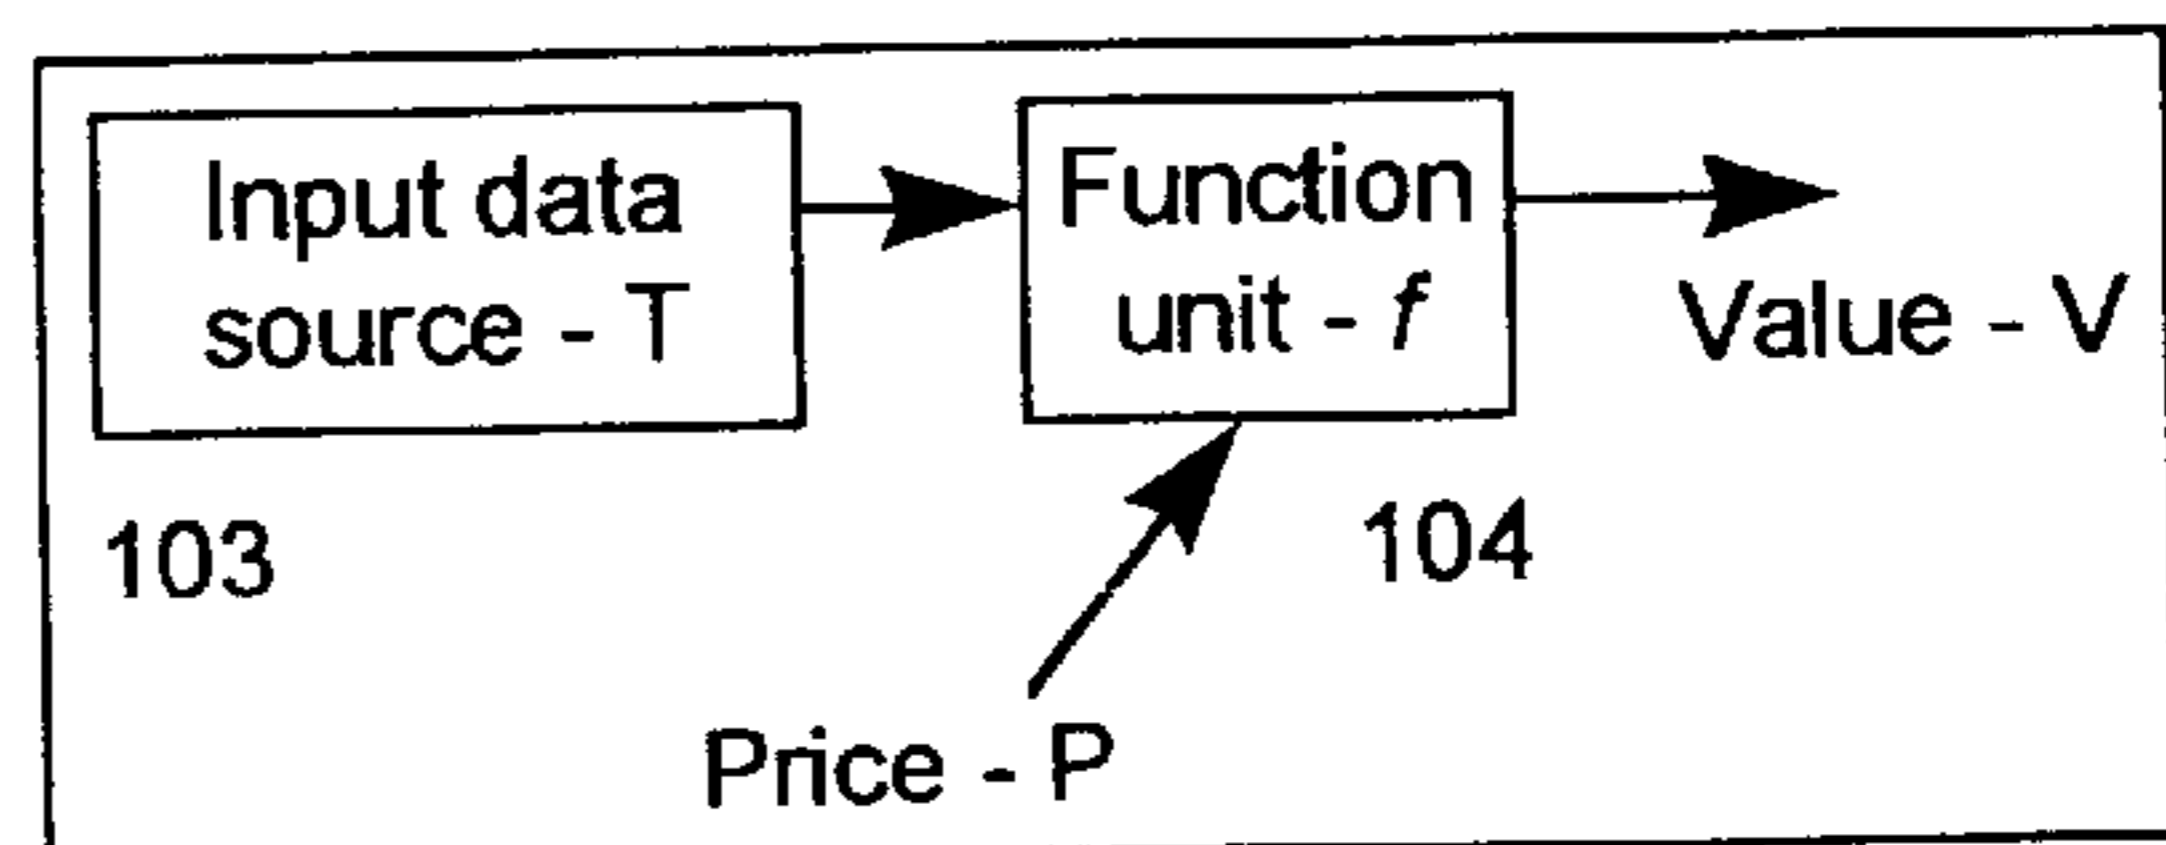 Input data
source - T
Function
unit - f
Value - V
103
104
Price - P